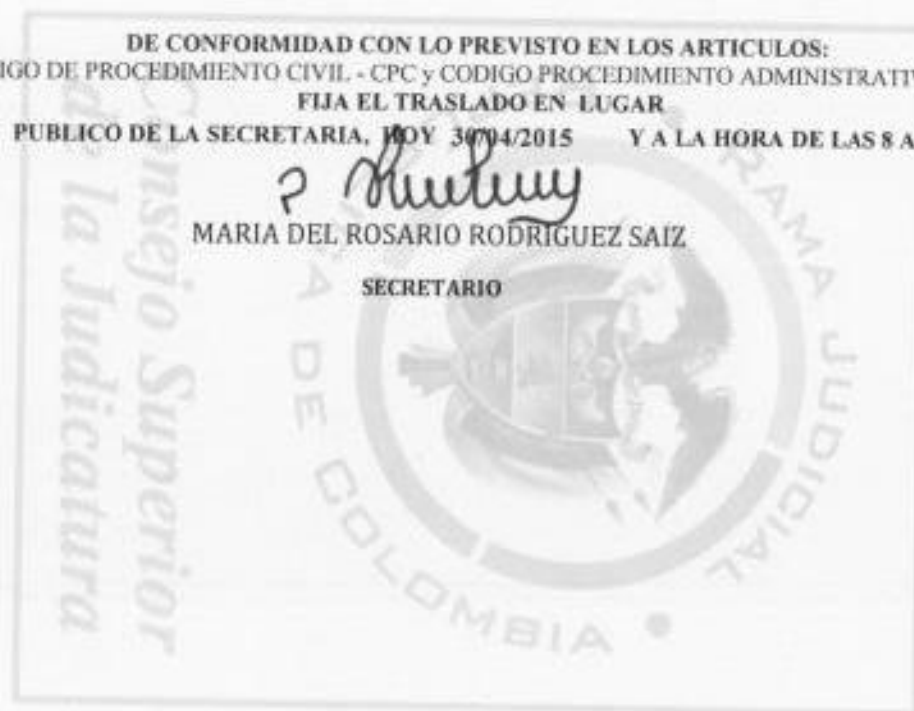 DE CONFORMIDAD CON LO PREVISTO EN LOS ARTICULOS:
IGO DE PROCEDIMIENTO CIVIL - CPC y CODIGO PROCEDIMIENTO ADMINISTRATIV
FIJA EL TRASLADO EN LUGAR
PUBLICO DE LA SECRETARIA, HOY 30/04/2015 Y A LA HORA DE LAS 8 A
MARIA DEL ROSARIO RODRIGUEZ SAIZ
SECRETARIO
Consejo Superior
de la Judicatura
RAMA JUDICIAL
A DE COLOMBIA